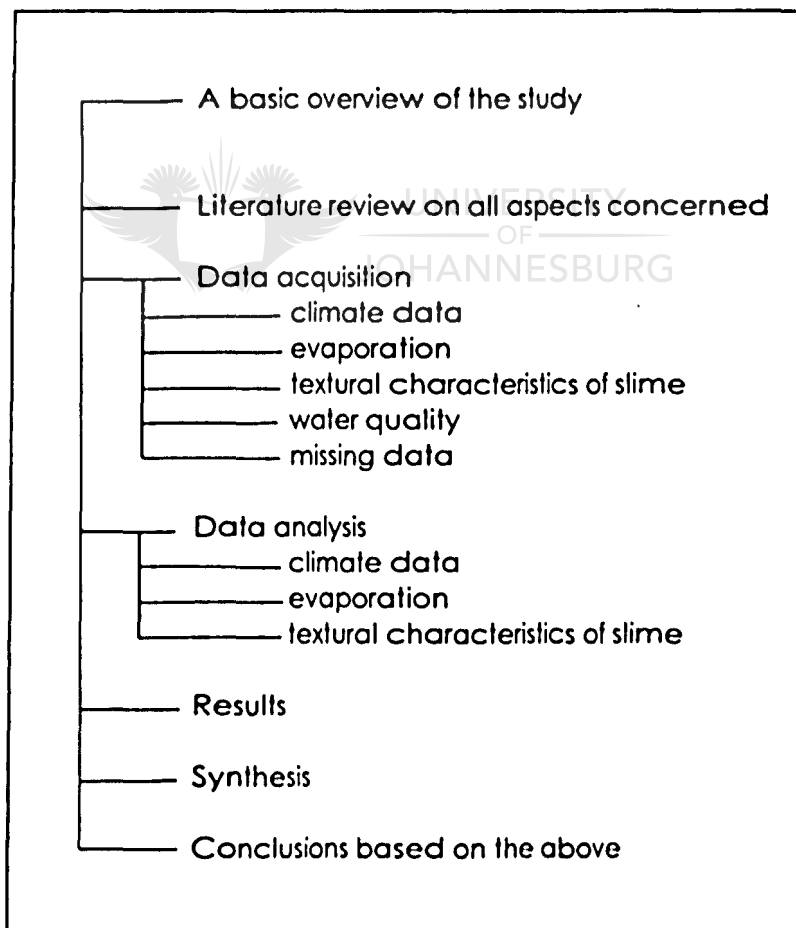 A basic overview of the study
UNIVERSITY
Literature review on all aspects concerned
OF
JOHANNESBURG
Data acquisition
climate data
evaporation
textural characteristics of slime
water quality
missing data
Data analysis
climate data
evaporation
textural characteristics of slime
Results
Synthesis
Conclusions based on the above